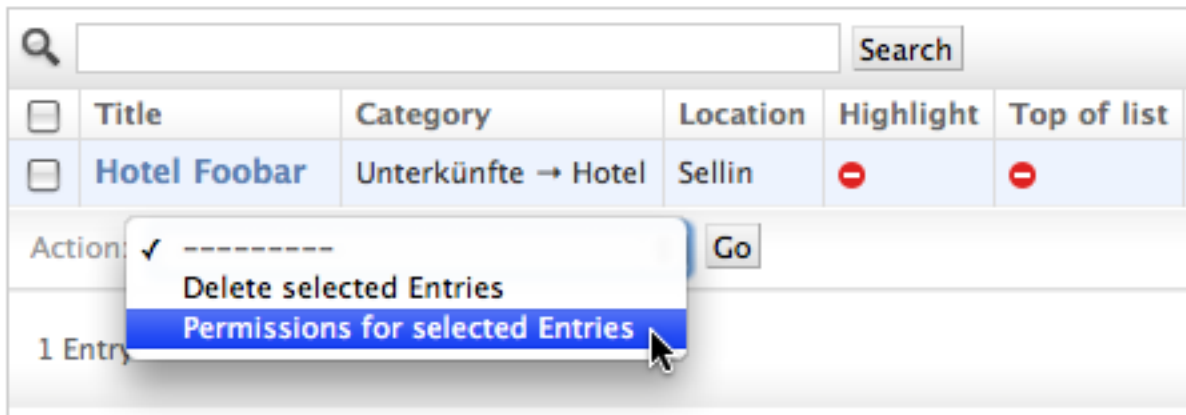 Search
Title Category Location Highlight Top of list
Hotel Foobar Unterkünfte → Hotel Sellin
Action: ✓ --------- Go
Delete selected Entries
Permissions for selected Entries
1 Entry